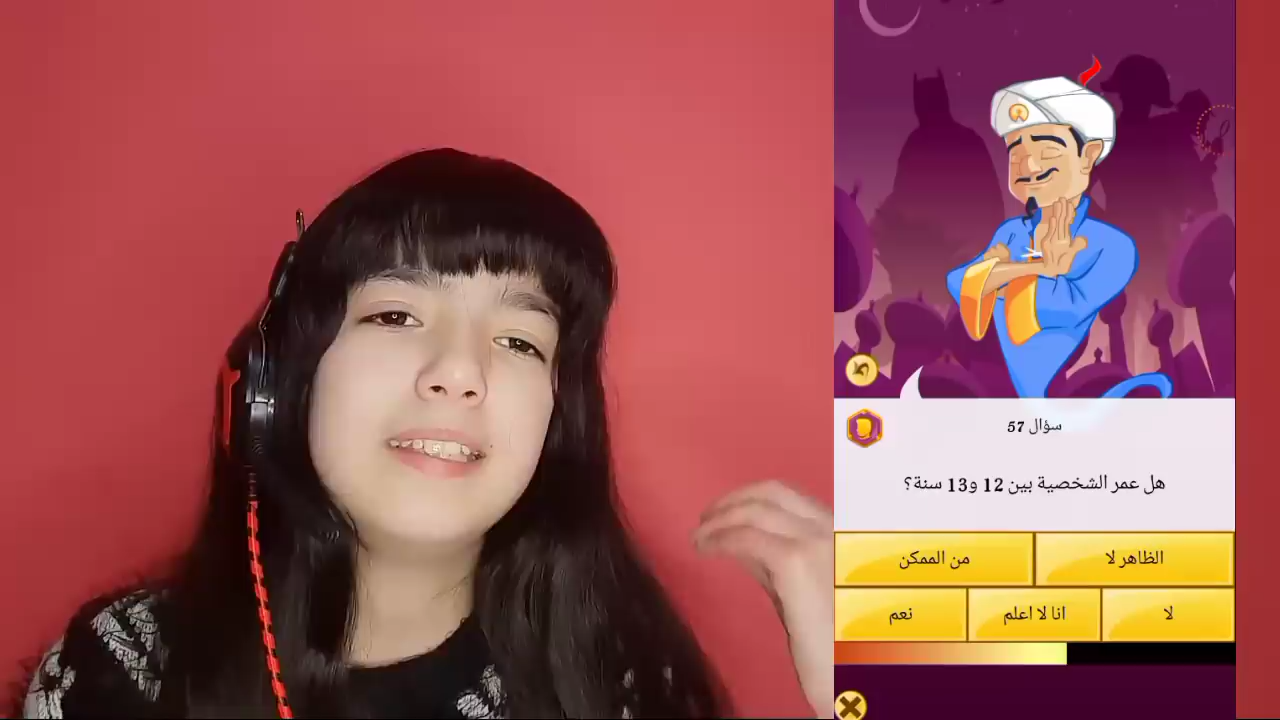 سؤال 57
هل عمر الشخصية بين 12 و13 سنة؟
الظاهر لا
من الممكن
لا
انا لا اعلم
نعم